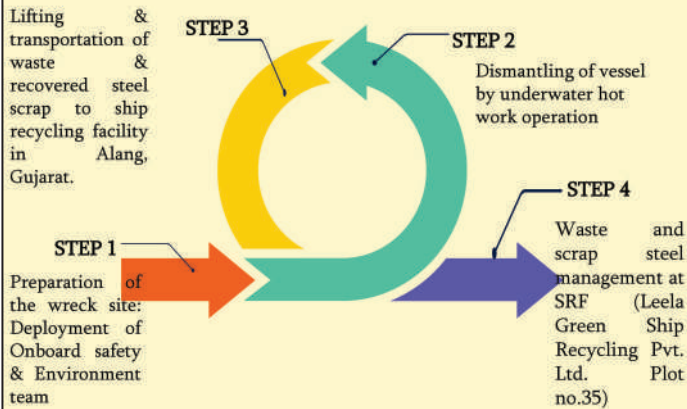 STEP 1
Preparation of
the wreck site:
Deployment of
Onboard safety
& Environment
team
STEP 2
Dismantling of vessel
by underwater hot
work operation
STEP 3
Lifting &
transportation of
waste &
recovered steel
scrap to ship
recycling facility
in Alang,
Gujarat.
STEP 4
Waste and
scrap steel
management at
SRF (Leela
Green Ship
Recycling Pvt.
Ltd. Plot
no.35)